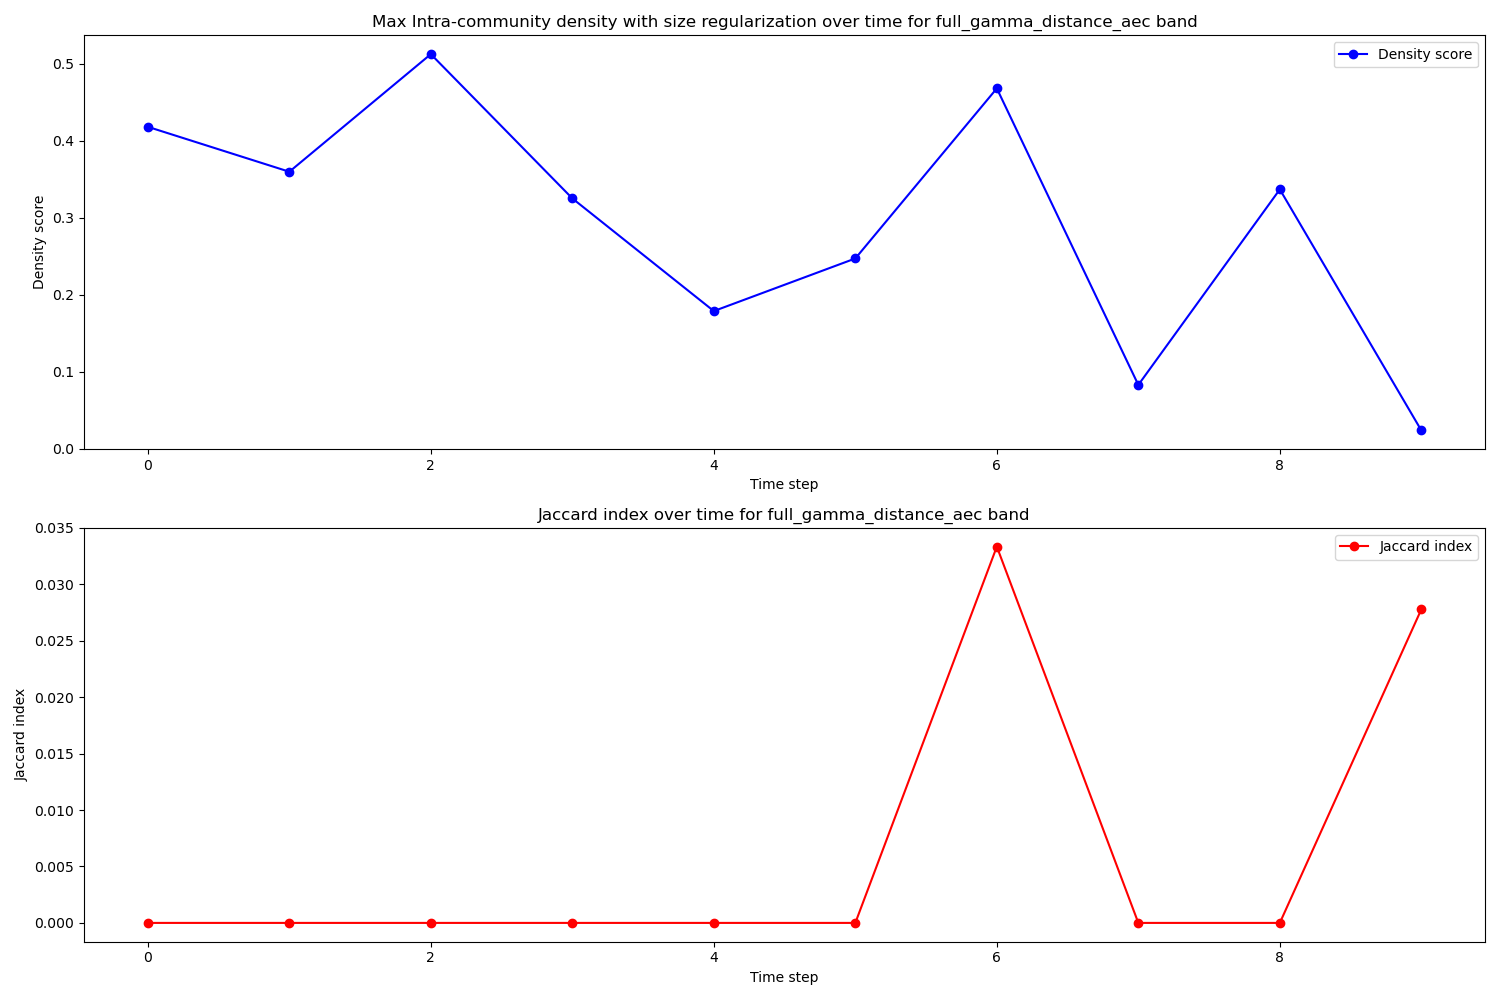 Max Intra-community density with size regularization over time for full_gamma_distance_aec band
Density score
0.5
0.4
0.3
0.2
0.1
0.0
Density score
0 2 4 6 8
Time step
Jaccard index over time for full_gamma_distance_aec band
Jaccard index
0.035
0.030
0.025
0.020
0.015
0.010
0.005
0.000
Jaccard index
0 2 4 6 8
Time step